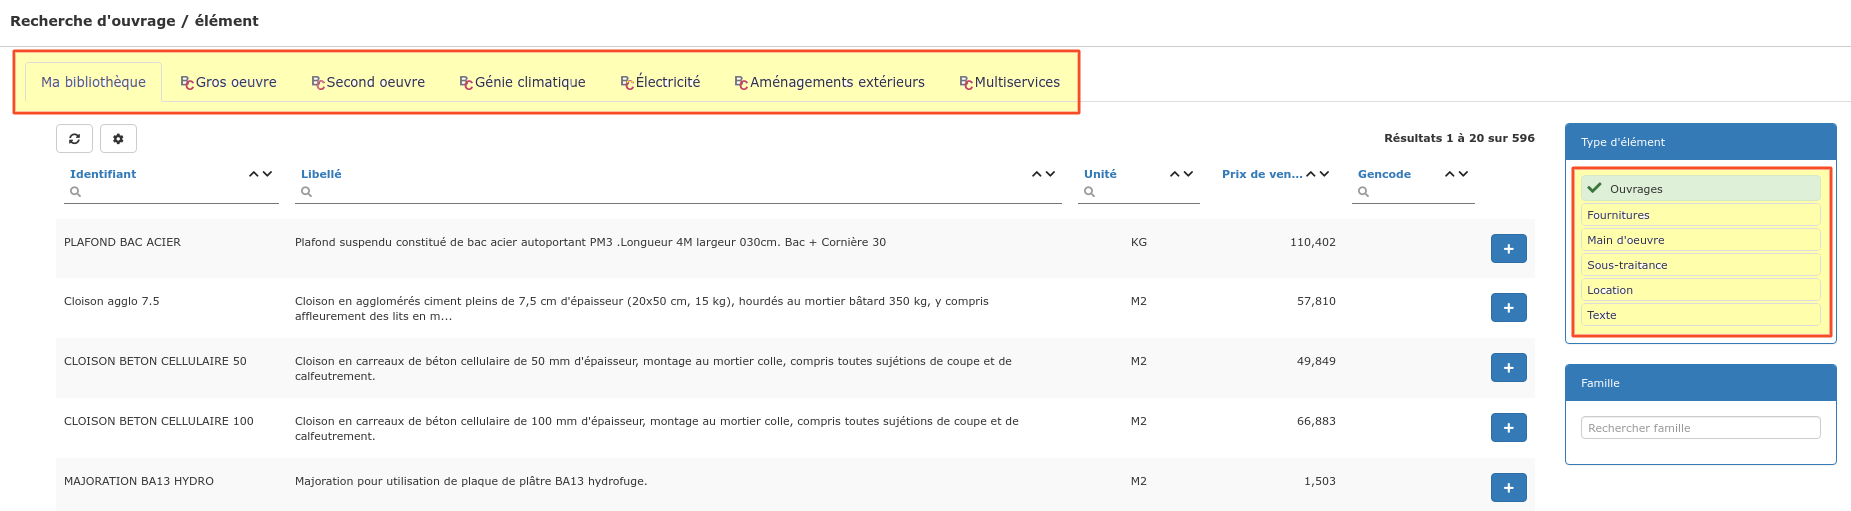 Recherche d'ouvrage / élément
Ma bibliothèque BC Gros oeuvre BC Second oeuvre BC Génie climatique BC Électricité BC Aménagements extérieurs BC Multiservices
Résultats 1 à 20 sur 596
Identifiant Libellé Unité Prix de ven... Gencode
PLAFOND BAC ACIER Plafond suspendu constitué de bac acier autoportant PM3 .Longueur 4M largeur 030cm. Bac + Cornière 30 KG 110,402 +
Cloison agglo 7.5 Cloison en agglomérés ciment pleins de 7,5 cm d'épaisseur (20x50 cm, 15 kg), hourdés au mortier bâtard 350 kg, y compris M2 57,810 +
affleurement des lits en m...
CLOISON BETON CELLULAIRE 50 Cloison en carreaux de béton cellulaire de 50 mm d'épaisseur, montage au mortier colle, compris toutes sujétions de coupe et de M2 49,849 +
calfeutrement.
CLOISON BETON CELLULAIRE 100 Cloison en carreaux de béton cellulaire de 100 mm d'épaisseur, montage au mortier colle, compris toutes sujétions de coupe et de M2 66,883 +
calfeutrement.
MAJORATION BA13 HYDRO Majoration pour utilisation de plaque de plâtre BA13 hydrofuge. M2 1,503 +
Type d'élément
Ouvrages
Fournitures
Main d'oeuvre
Sous-traitance
Location
Texte
Famille
Rechercher famille